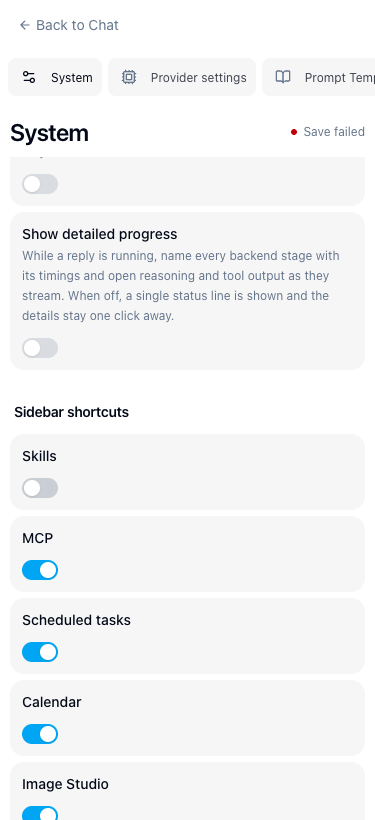 Back to Chat
System
Provider settings
Prompt Temp
System
Save failed
Show detailed progress
While a reply is running, name every backend stage with
its timings and open reasoning and tool output as they
stream. When off, a single status line is shown and the
details stay one click away.
Sidebar shortcuts
Skills
MCP
Scheduled tasks
Calendar
Image Studio